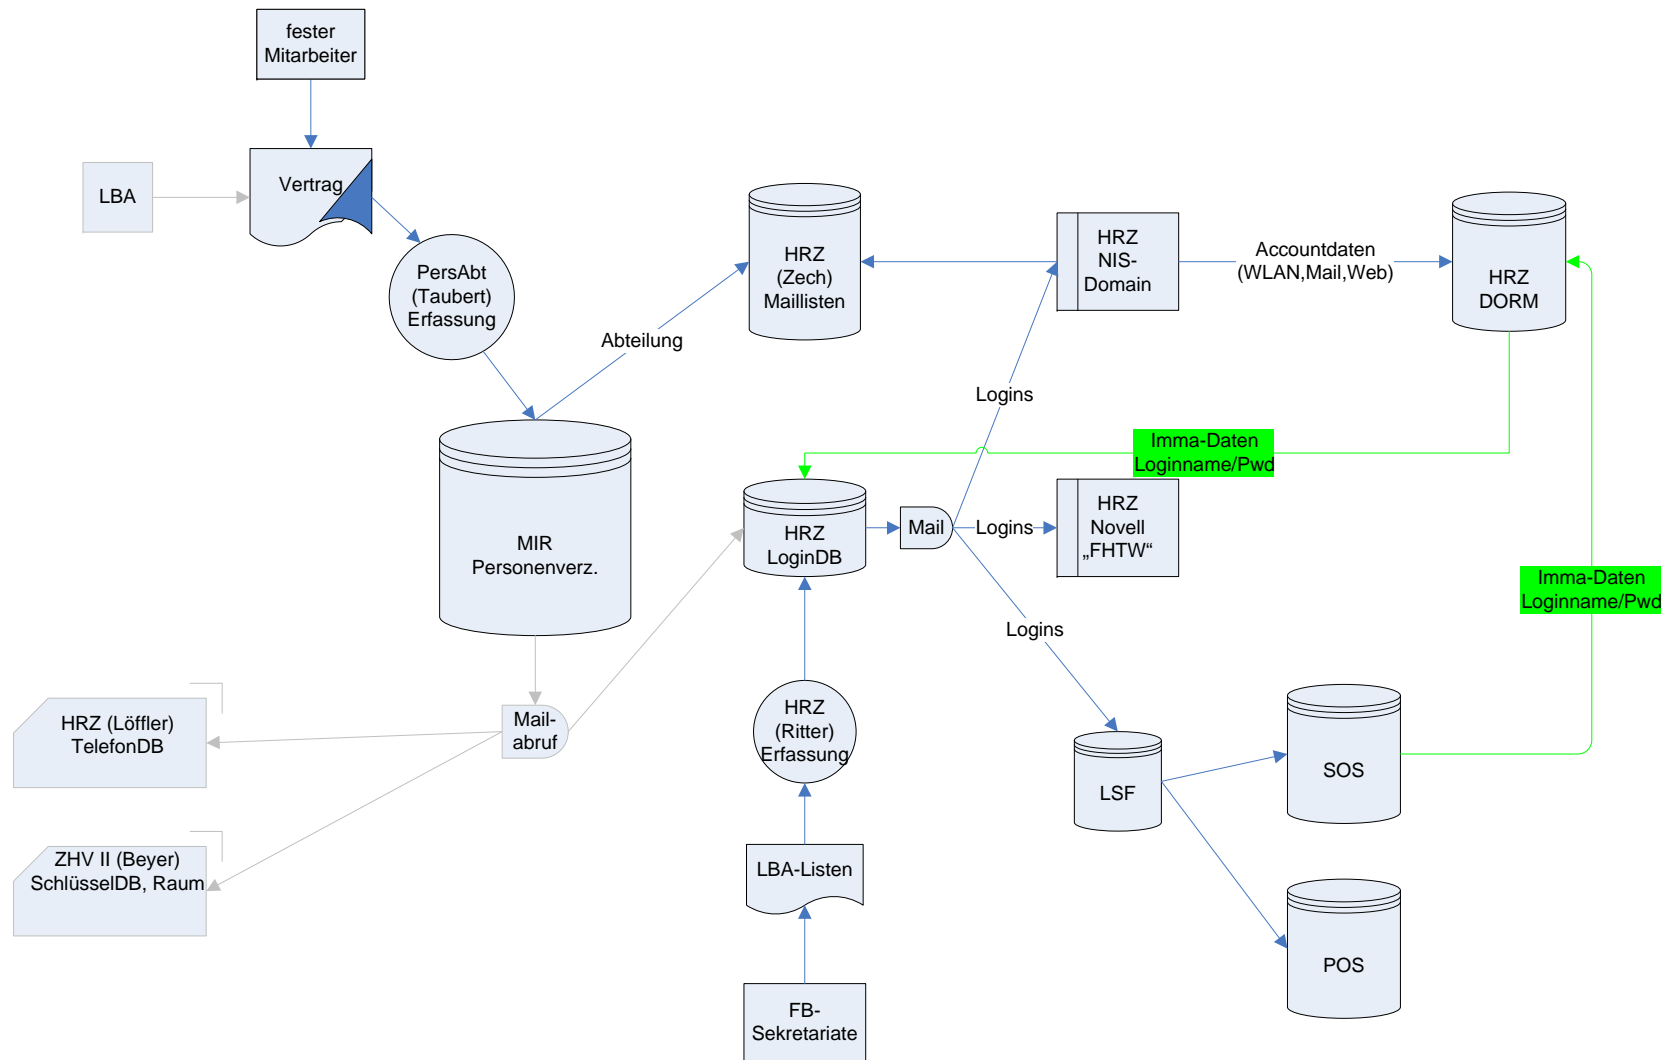 fester
Mitarbeiter
LBA
Vertrag
PersAbt
(Taubert)
Erfassung
HRZ
(Zech)
Maillisten
HRZ
NIS-
Domain
Accountdaten
(WLAN,Mail,Web)
HRZ
DORM
Abteilung
Logins
Imma-Daten
Loginname/Pwd
MIR
Personenverz.
HRZ
LoginDB
Mail
Logins
HRZ
Novell
„FHTW“
Imma-Daten
Loginname/Pwd
Logins
HRZ (Löffler)
TelefonDB
Mail-
abruf
HRZ
(Ritter)
Erfassung
LSF
SOS
ZHV II (Beyer)
SchlüsselDB, Raum
LBA-Listen
POS
FB-
Sekretariate